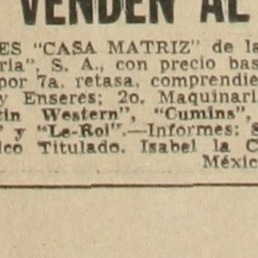 VENDEN AL
ES "CASA MATRIZ" de la
ria", S. A., con precio bas
por 7a. retasa, comprendie
y Enseres; 2o. Maquinari
tin Western", "Cumins",
" y "Le-Roi".—Informes: S
ico Titulado. Isabel la C
Méxic